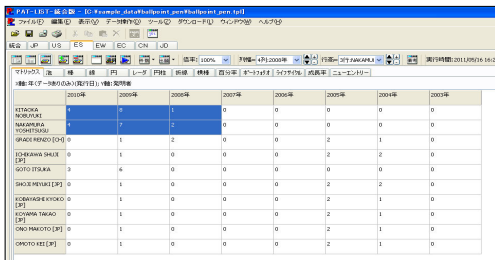 PAT-LIST-統合版 - [C:¥sample_data¥ballpoint_pen¥ballpoint_pen.tpl]
ファイル(F) 編集(E) 表示(V) データ操作(D) ツール(Z) ダウンロード(L) ウィンドウ(W) ヘルプ(H)
統合 JP US ES EW EC CN JD
倍率: 100% 列幅= 4列:2008年 行高= 3行:NAKAMUI 実行時間:2011/05/16 16:2
マトリックス 泡 棒 線 円 レーダ 円柱 折線 横棒 百分率 ポートフォリオ ライフサイクル 成長率 ニューエントリー
X軸:年(データありのみ)(発行日); Y軸:発明者
2010年 2009年 2008年 2007年 2006年 2005年 2004年 2003年
KITAOKA NOBUYUKI 4 8 1 0 0 0 0 0
NAKAMURA YOSHITSUGU 4 7 2 0 0 0 0 0
GRADI RENZO [CH] 0 1 2 0 0 2 1 0
ICHIKAWA SHUJI [JP] 0 1 0 0 0 2 2 0
GOTO ITSUKA 3 6 0 0 0 0 0 0
SHOJI MIYUKI [JP] 0 1 0 0 0 2 2 0
KOBAYASHI KYOKO [JP] 0 1 0 0 0 2 1 0
KOYAMA TAKAO [JP] 0 1 0 0 0 2 1 0
ONO MAKOTO [JP] 0 1 0 0 0 2 1 0
OMOTO KEI [JP] 0 1 0 0 0 2 1 0